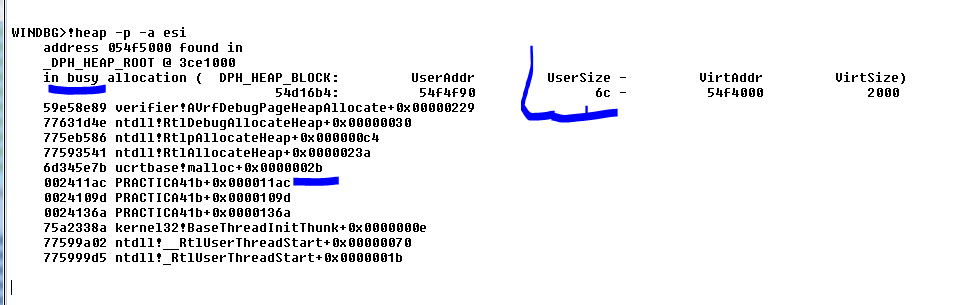 WINDBG>!heap -p -a esi
address 054f5000 found in
_DPH_HEAP_ROOT @ 3ce1000
in busy allocation ( DPH_HEAP_BLOCK: UserAddr UserSize - VirtAddr VirtSize)
54d16b4: 54f4f90 6c - 54f4000 2000
59e58e89 verifier!AVrfDebugPageHeapAllocate+0x00000229
77631d4e ntdll!RtlDebugAllocateHeap+0x00000030
775eb586 ntdll!RtlpAllocateHeap+0x000000c4
77593541 ntdll!RtlAllocateHeap+0x0000023a
6d345e7b ucrtbase!malloc+0x0000002b
002411ac PRACTICA41b+0x000011ac
0024109d PRACTICA41b+0x0000109d
0024136a PRACTICA41b+0x0000136a
75a2338a kernel32!BaseThreadInitThunk+0x0000000e
77599a02 ntdll!__RtlUserThreadStart+0x00000070
775999d5 ntdll!_RtlUserThreadStart+0x0000001b